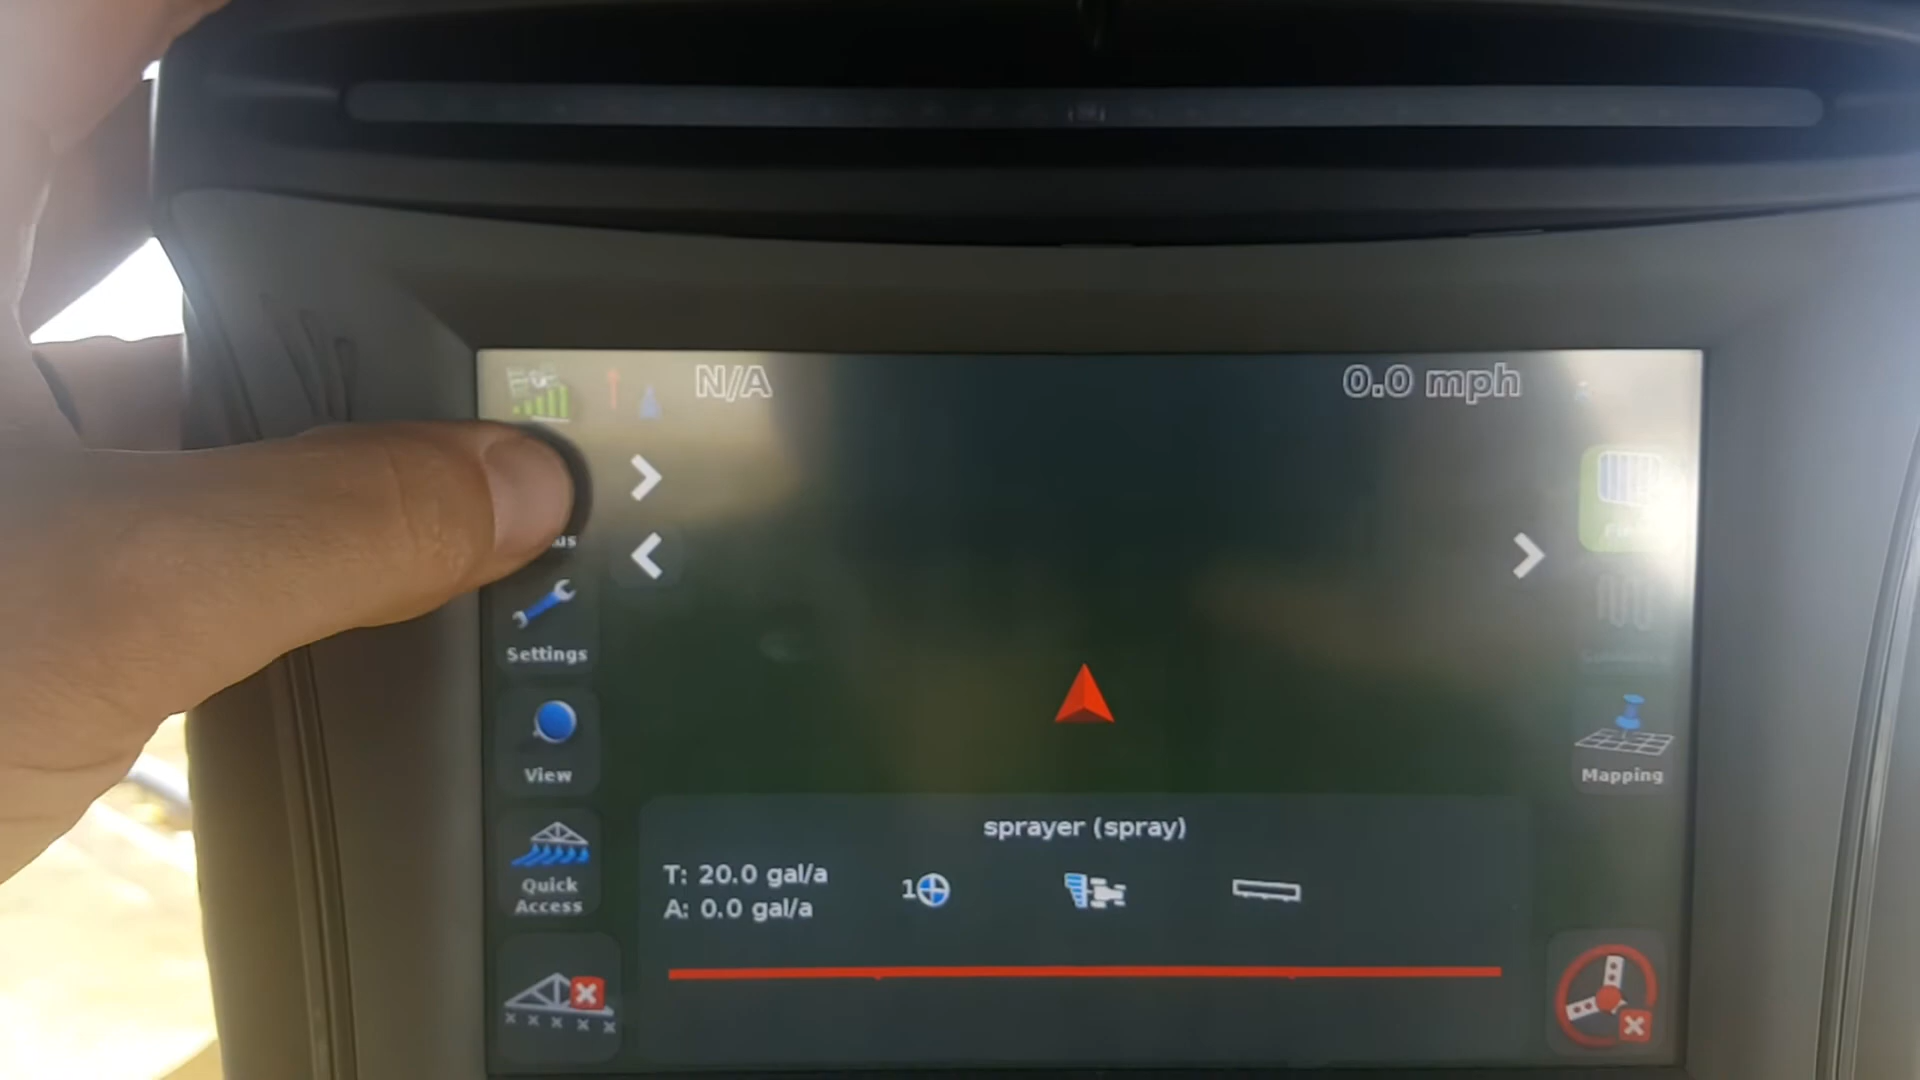 N/A
0.0 mph
Settings
View
Quick
Access
Mapping
sprayer (spray)
T: 20.0 gal/a
A: 0.0 gal/a
1